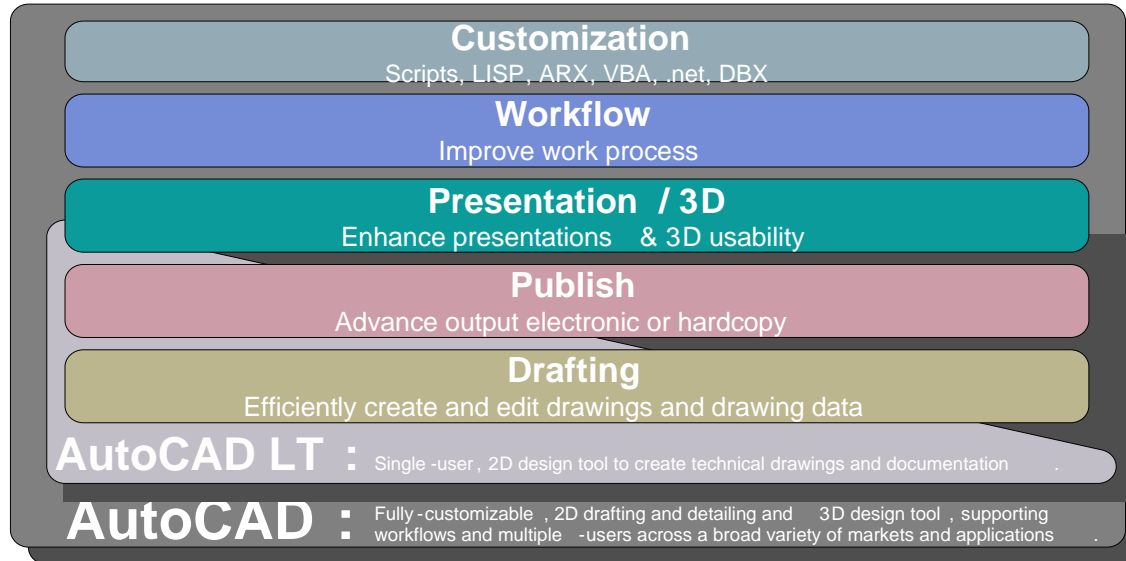 Customization
Scripts, LISP, ARX, VBA, .net, DBX
Workflow
Improve work process
Presentation / 3D
Enhance presentations & 3D usability
Publish
Advance output electronic or hardcopy
Drafting
Efficiently create and edit drawings and drawing data
AutoCAD LT : Single-user, 2D design tool to create technical drawings and documentation .
AutoCAD : Fully-customizable, 2D drafting and detailing and 3D design tool, supporting
workflows and multiple -users across a broad variety of markets and applications .